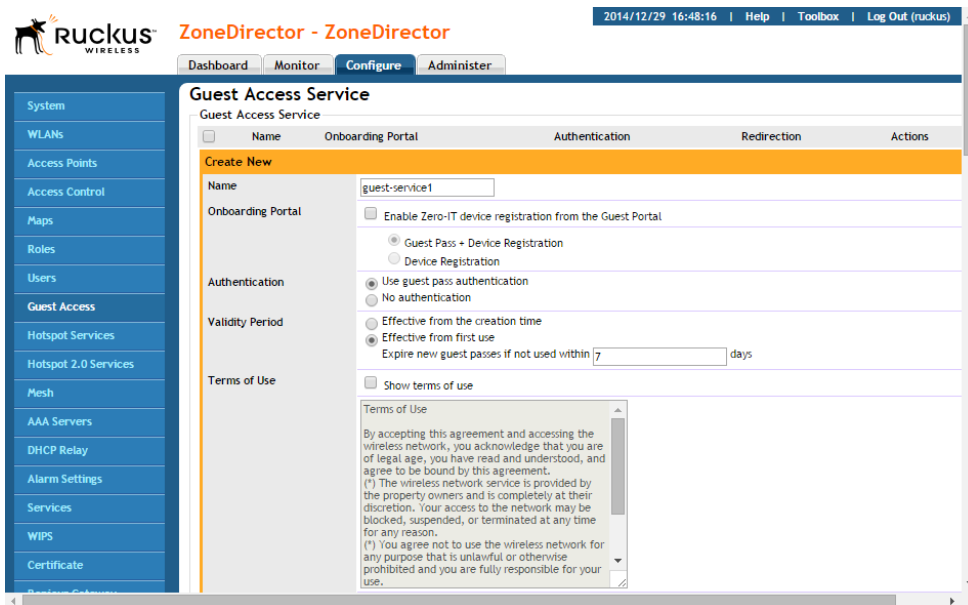 2014/12/29 16:48:16 | Help | Toolbox | Log Out (ruckus)
RUCKUS
WIRELESS
ZoneDirector - ZoneDirector
Dashboard Monitor Configure Administer
System
WLANs
Access Points
Access Control
Maps
Roles
Users
Guest Access
Hotspot Services
Hotspot 2.0 Services
Mesh
AAA Servers
DHCP Relay
Alarm Settings
Services
WIPS
Certificate
Guest Access Service
Guest Access Service
Name Onboarding Portal Authentication Redirection Actions
Create New
Name guest-service1
Onboarding Portal Enable Zero-IT device registration from the Guest Portal
Guest Pass + Device Registration
Device Registration
Authentication Use guest pass authentication
No authentication
Validity Period Effective from the creation time
Effective from first use
Expire new guest passes if not used within 7 days
Terms of Use Show terms of use
Terms of Use
By accepting this agreement and accessing the
wireless network, you acknowledge that you are
of legal age, you have read and understood, and
agree to be bound by this agreement.
(*) The wireless network service is provided by
the property owners and is completely at their
discretion. Your access to the network may be
blocked, suspended, or terminated at any time
for any reason.
(*) You agree not to use the wireless network for
any purpose that is unlawful or otherwise
prohibited and you are fully responsible for your
use.